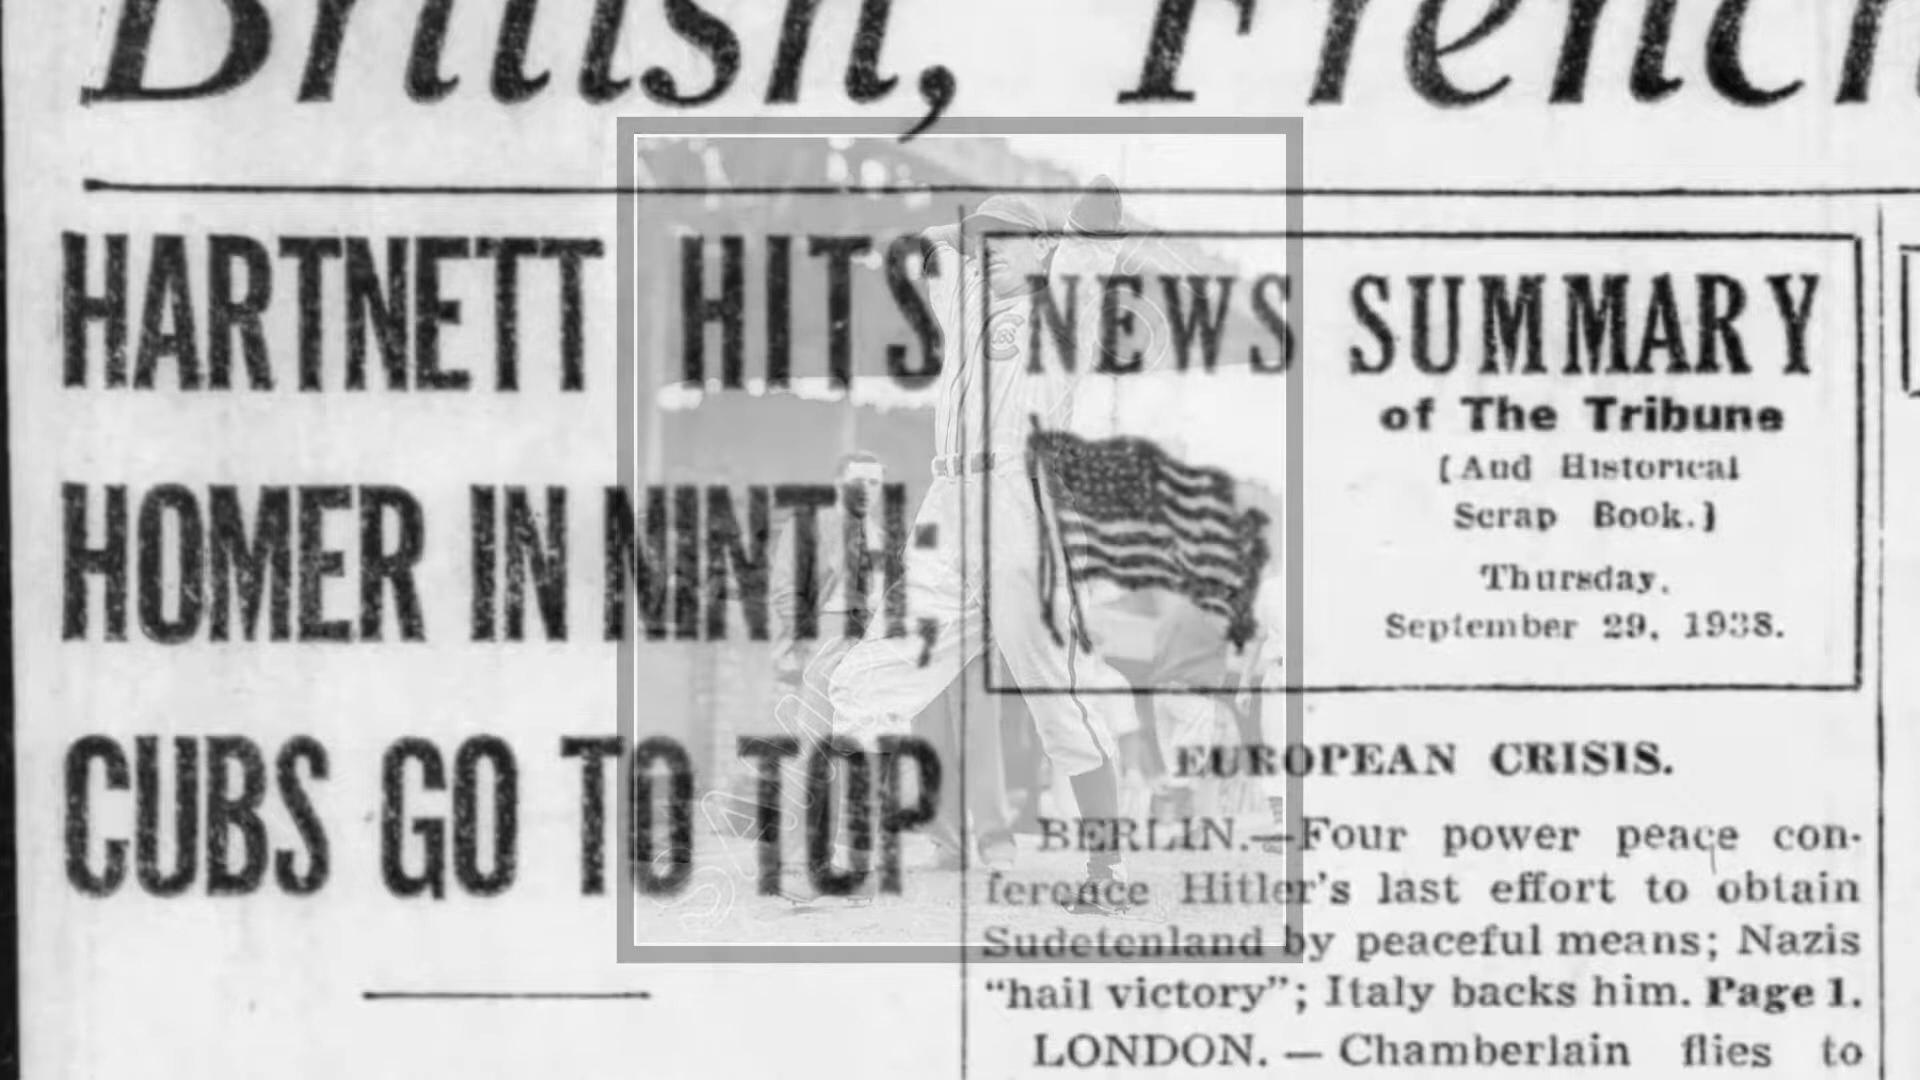 British, French
HARTNETT HITS
HOMER IN NINTH;
CUBS GO TO TOP
NEWS SUMMARY
of The Tribune
[And Historical
Scrap Book.]
Thursday,
September 29, 1938.
EUROPEAN CRISIS.
BERLIN.—Four power peace con-
ference Hitler's last effort to obtain
Sudetenland by peaceful means; Nazis
"hail victory"; Italy backs him. Page 1.
LONDON. — Chamberlain flies to
CUBS
SAMP